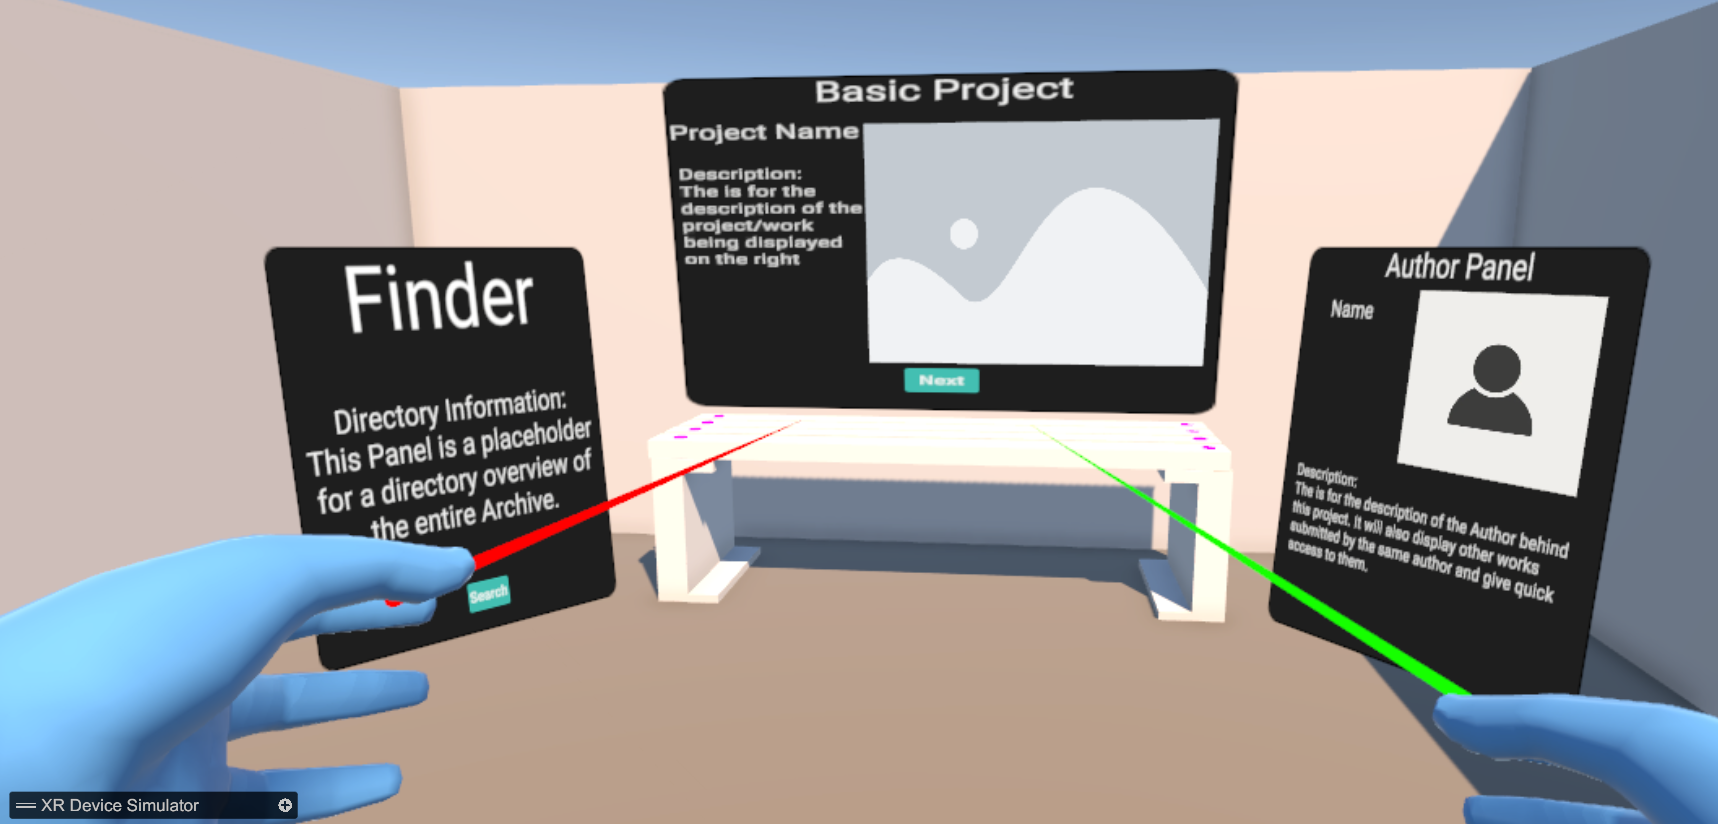 Basic Project
Project Name
Description:
The is for the
description of the
project/work
being displayed
on the right
Next
Finder
Directory Information:
This Panel is a placeholder
for a directory overview of
the entire Archive.
Search
Author Panel
Name
Description:
The is for the description of the Author behind
this project. It will also display other works
submitted by the same author and give quick
access to them.
XR Device Simulator